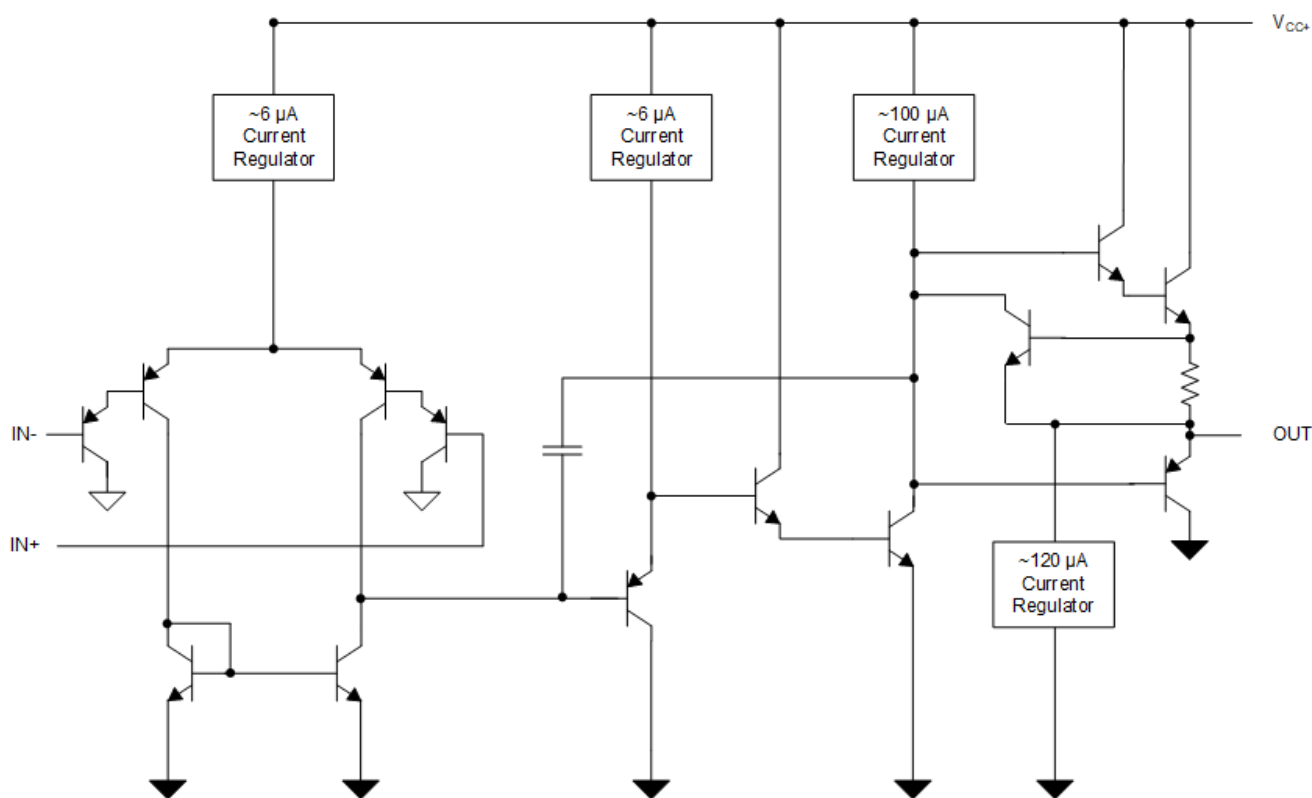 V_CC+
~6 µA
Current
Regulator
~6 µA
Current
Regulator
~100 µA
Current
Regulator
IN-
OUT
IN+
~120 µA
Current
Regulator